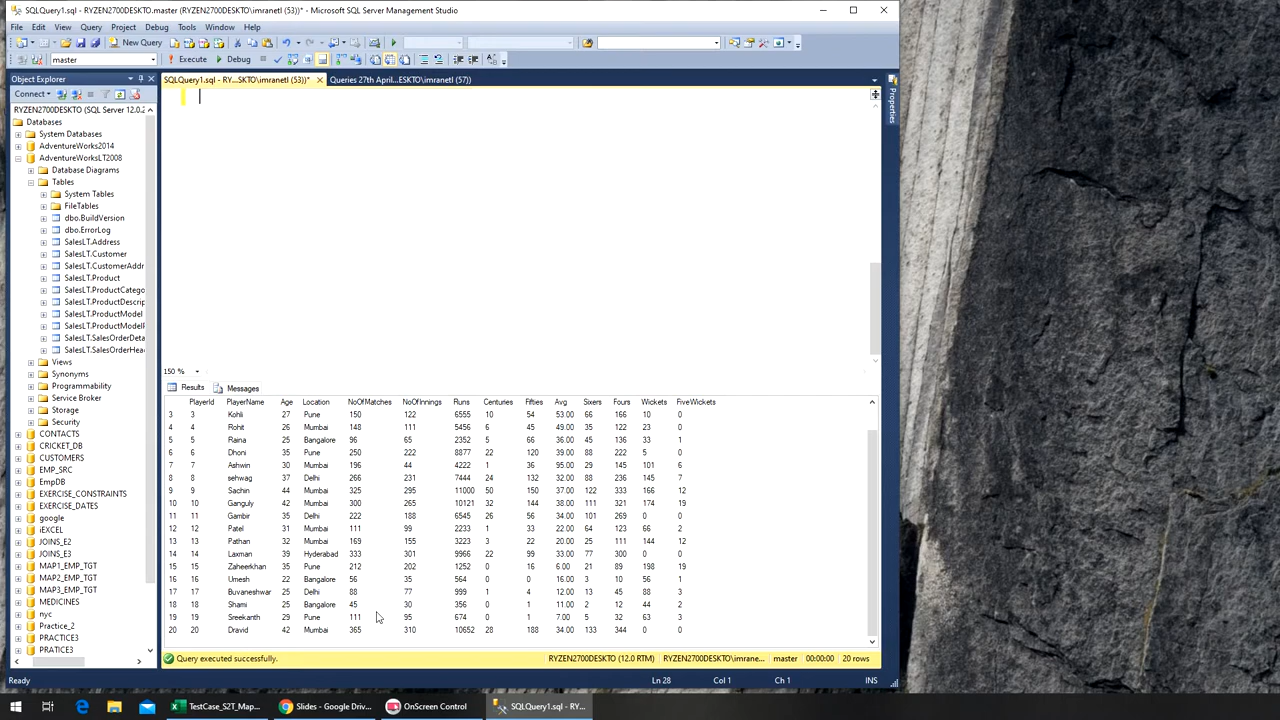 SQLQuery1.sql - RYZEN2700DESKTO.master (RYZEN2700DESKTO\imranetl (53))* - Microsoft SQL Server Management Studio
File Edit View Query Project Debug Tools Window Help
New Query
master Execute Debug
Object Explorer
SQLQuery1.sql - RY...SKTO\imranetl (53))* Queries 27th April...ESKTO\imranetl (57))
Connect
RYZEN2700DESKTO (SQL Server 12.0.2
Databases
System Databases
AdventureWorks2014
AdventureWorksLT2008
Database Diagrams
Tables
System Tables
FileTables
dbo.BuildVersion
dbo.ErrorLog
SalesLT.Address
SalesLT.Customer
SalesLT.CustomerAddr
SalesLT.Product
SalesLT.ProductCatego
SalesLT.ProductDescrip
SalesLT.ProductModel
SalesLT.ProductModelP
SalesLT.SalesOrderDeta
SalesLT.SalesOrderHea
Views
Synonyms
Programmability
Service Broker
Storage
Security
CONTACTS
CRICKET_DB
CUSTOMERS
EMP_SRC
EmpDB
EXERCISE_CONSTRAINTS
EXERCISE_DATES
google
iEXCEL
JOINS_E2
JOINS_E3
MAP1_EMP_TGT
MAP2_EMP_TGT
MAP3_EMP_TGT
MEDICINES
nyc
Practice_2
PRACTICE3
PRATICE3
Properties
150 %
Results Messages
PlayerId PlayerName Age Location NoOfMatches NoOfInnings Runs Centuries Fifties Avg Sixers Fours Wickets FiveWickets
3 3 Kohli 27 Pune 150 122 6555 10 54 53.00 66 166 10 0
4 4 Rohit 26 Mumbai 148 111 5456 6 45 49.00 35 122 23 0
5 5 Raina 25 Bangalore 96 65 2352 5 66 36.00 45 136 33 1
6 6 Dhoni 35 Pune 250 222 8877 22 120 39.00 88 222 5 0
7 7 Ashwin 30 Mumbai 196 44 4222 1 36 95.00 29 145 101 6
8 8 sehwag 37 Delhi 266 231 7444 24 132 32.00 88 236 145 7
9 9 Sachin 44 Mumbai 325 295 11000 50 150 37.00 122 333 166 12
10 10 Ganguly 42 Mumbai 300 265 10121 32 144 38.00 111 321 174 19
11 11 Gambir 35 Delhi 222 188 6545 26 56 34.00 101 269 0 0
12 12 Patel 31 Mumbai 111 99 2233 1 33 22.00 64 123 66 2
13 13 Pathan 32 Mumbai 169 155 3223 3 33 20.00 25 111 144 12
14 14 Laxman 39 Hyderabad 333 301 9966 22 99 33.00 77 300 0 0
15 15 Zaheerkhan 35 Pune 212 202 1252 0 16 6.00 21 89 198 19
16 16 Umesh 22 Bangalore 56 35 564 0 0 16.00 3 10 56 1
17 17 Buvaneshwar 25 Delhi 88 77 999 1 4 12.00 13 45 88 3
18 18 Shami 25 Bangalore 45 30 356 0 1 11.00 2 12 44 2
19 19 Sreekanth 29 Pune 111 95 674 0 1 7.00 5 32 63 3
20 20 Dravid 42 Mumbai 365 310 10652 28 188 34.00 133 344 0 0
Query executed successfully. RYZEN2700DESKTO (12.0 RTM) RYZEN2700DESKTO\imrane... master 00:00:00 20 rows
Ready Ln 28 Col 1 Ch 1 INS
TestCase_S2T_Map... Slides - Google Driv... OnScreen Control SQLQuery1.sql - RY...